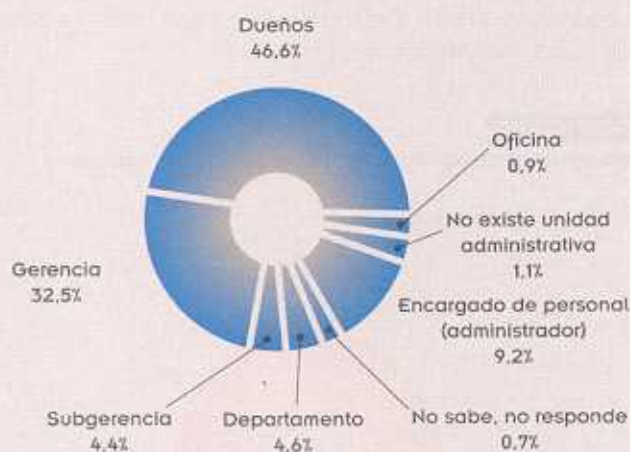 Dueños
46,6%
Oficina
0,9%
No existe unidad
administrativa
1,1%
Encargado de personal
(administrador)
9,2%
No sabe, no responde
0,7%
Departamento
4,6%
Subgerencia
4,4%
Gerencia
32,5%